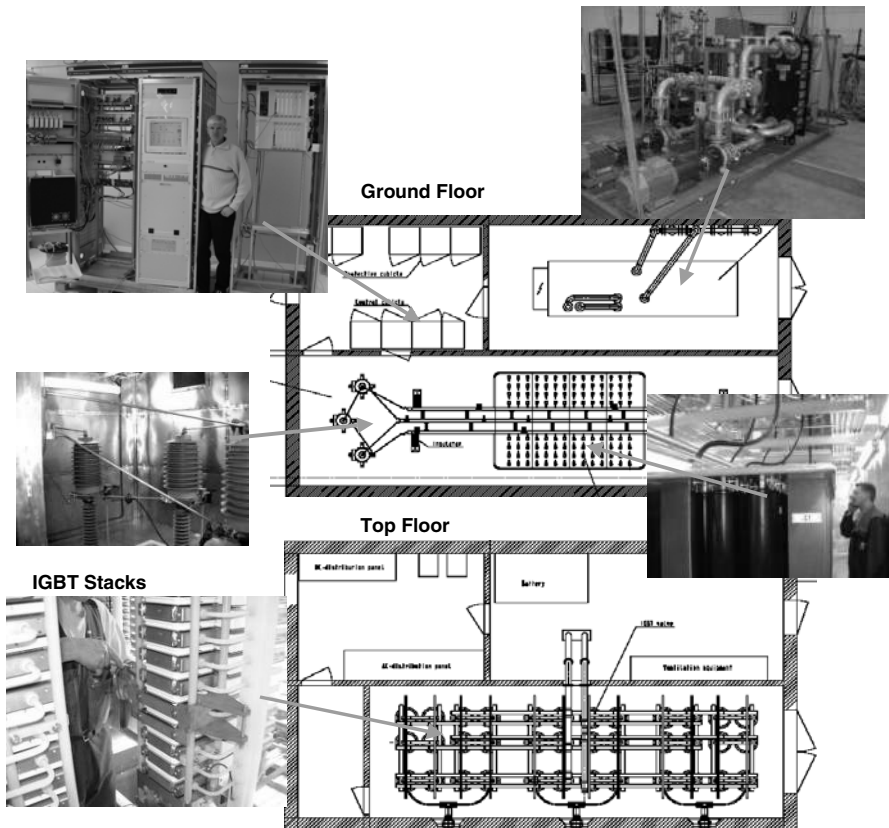 Ground Floor
Protective cubicle
Control cubicle
Insulator
Top Floor
DC-distribution panel
Battery
IGBT Stacks
IGBT valve
AC-distribution panel
Ventilation equipment